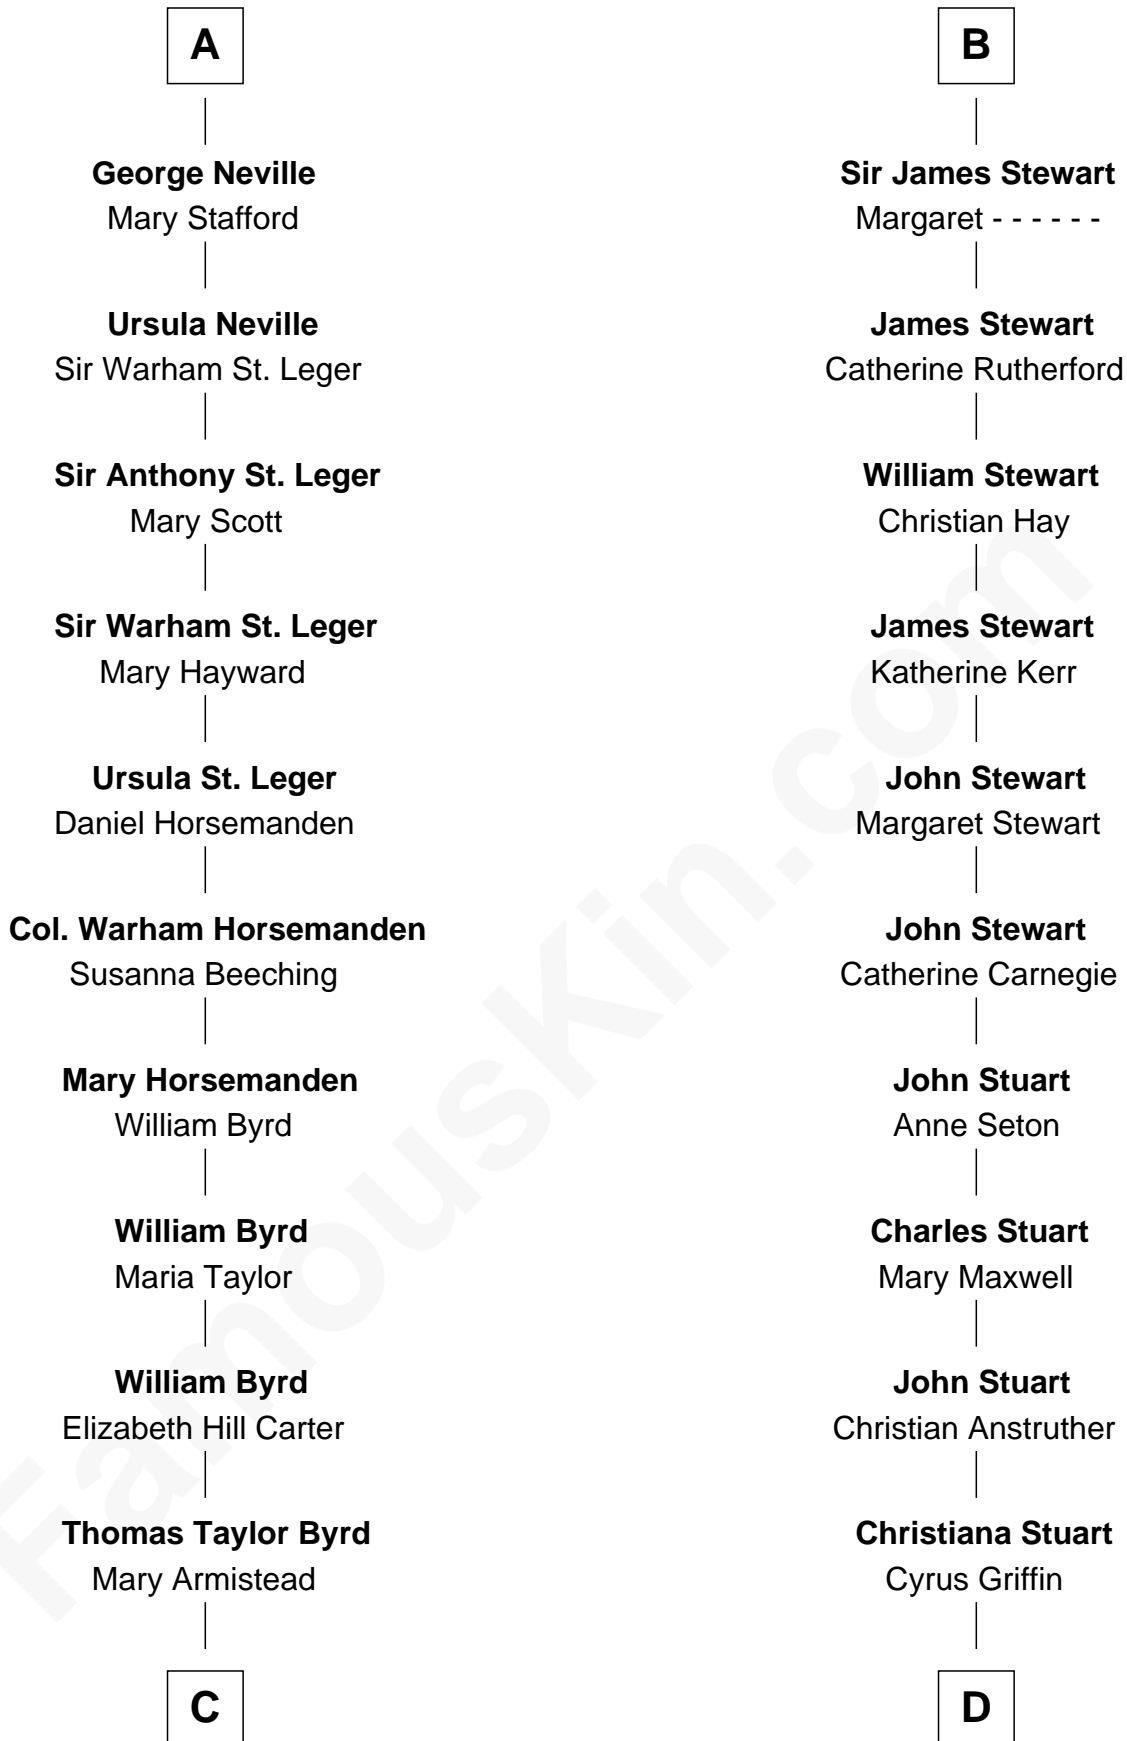 A
George Neville
Mary Stafford
Ursula Neville
Sir Warham St. Leger
Sir Anthony St. Leger
Mary Scott
Sir Warham St. Leger
Mary Hayward
Ursula St. Leger
Daniel Horsemanden
Col. Warham Horsemanden
Susanna Beeching
Mary Horsemanden
William Byrd
William Byrd
Maria Taylor
William Byrd
Elizabeth Hill Carter
Thomas Taylor Byrd
Mary Armistead
C
B
Sir James Stewart
Margaret - - - - - -
James Stewart
Catherine Rutherford
William Stewart
Christian Hay
James Stewart
Katherine Kerr
John Stewart
Margaret Stewart
John Stewart
Catherine Carnegie
John Stuart
Anne Seton
Charles Stuart
Mary Maxwell
John Stuart
Christian Anstruther
Christiana Stuart
Cyrus Griffin
D
FamousKin.com